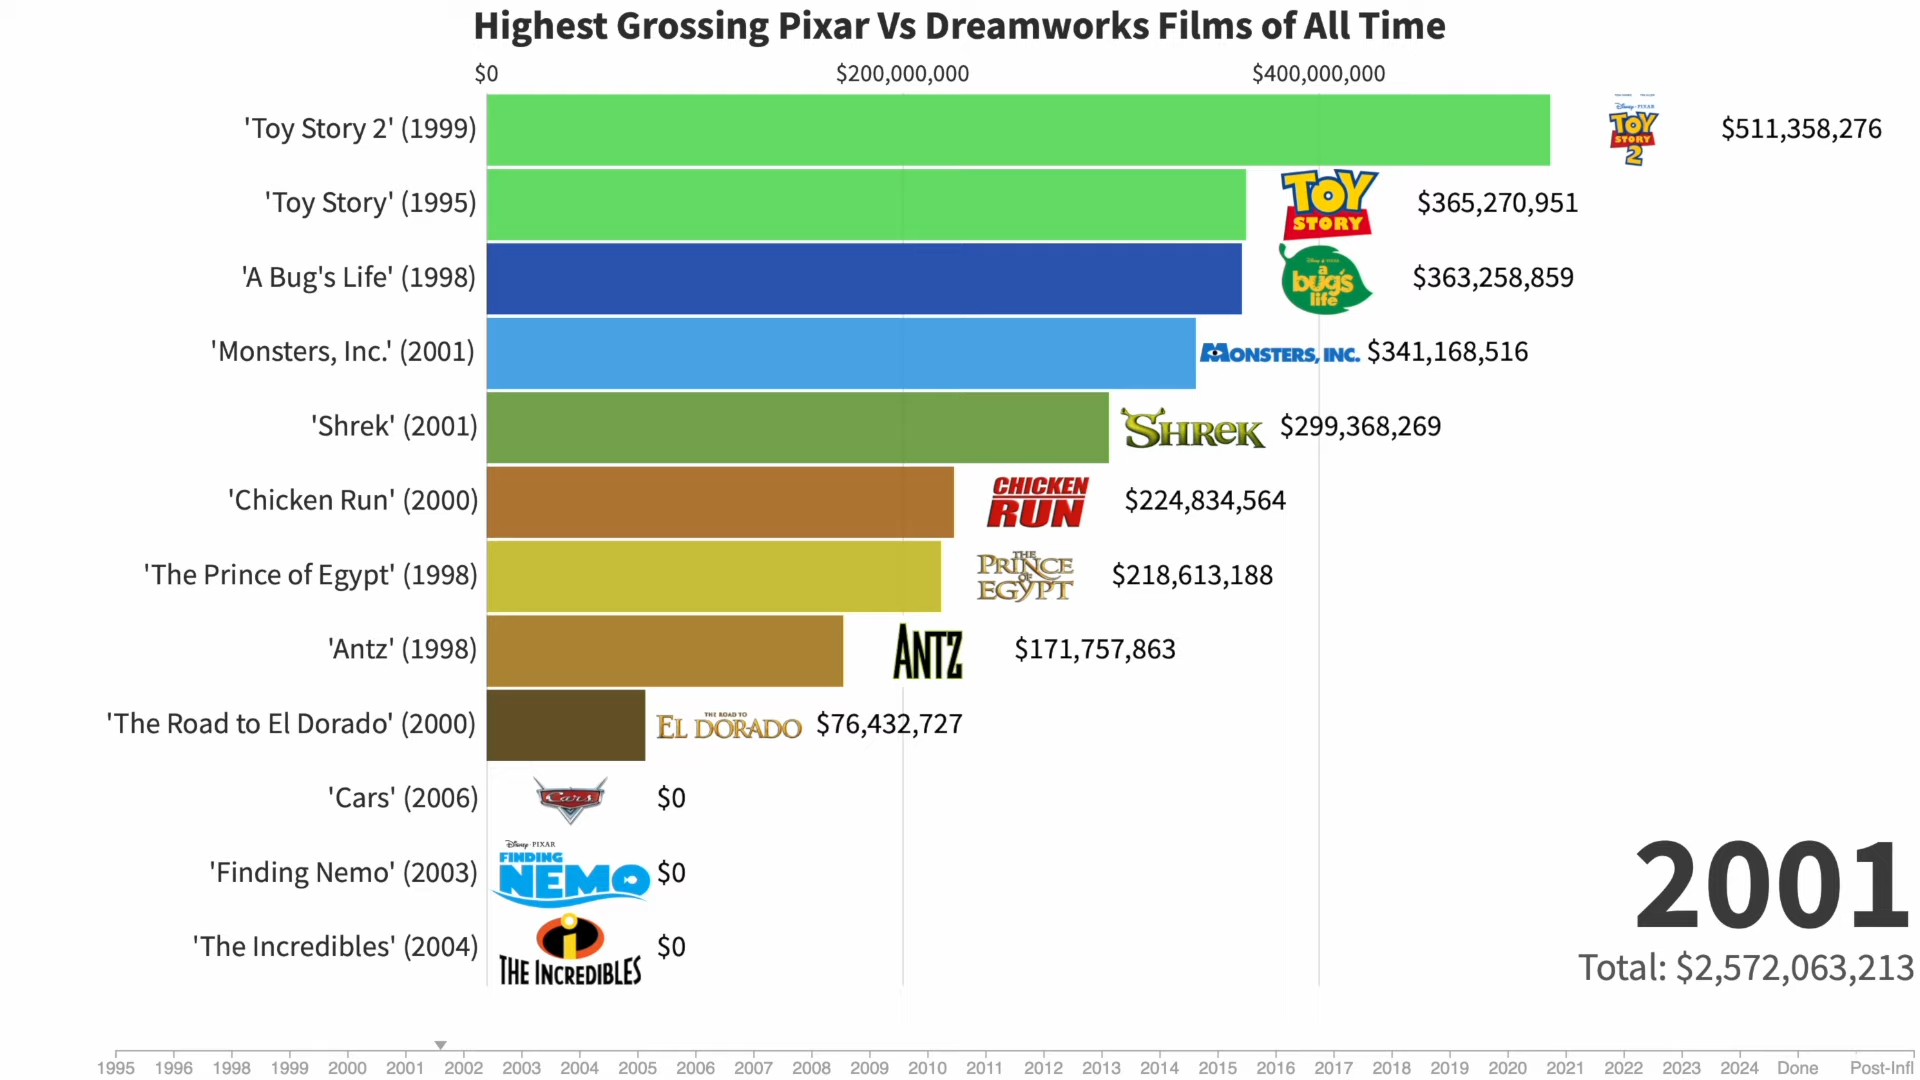 Highest Grossing Pixar Vs Dreamworks Films of All Time
$0 $200,000,000 $400,000,000
'Toy Story 2' (1999) TOY STORY 2 $511,358,276
'Toy Story' (1995) TOY STORY $365,270,951
'A Bug's Life' (1998) a bug's life $363,258,859
'Monsters, Inc.' (2001) MONSTERS, INC. $341,168,516
'Shrek' (2001) SHREK $299,368,269
'Chicken Run' (2000) CHICKEN RUN $224,834,564
'The Prince of Egypt' (1998) THE PRINCE OF EGYPT $218,613,188
'Antz' (1998) ANTZ $171,757,863
'The Road to El Dorado' (2000) THE ROAD TO EL DORADO $76,432,727
'Cars' (2006) Cars $0
'Finding Nemo' (2003) Disney · PIXAR FINDING NEMO $0
'The Incredibles' (2004) THE INCREDIBLES $0
2001
Total: $2,572,063,213
1995 1996 1998 1999 2000 2001 2002 2003 2004 2005 2006 2007 2008 2009 2010 2011 2012 2013 2014 2015 2016 2017 2018 2019 2020 2021 2022 2023 2024 Done Post-Infl